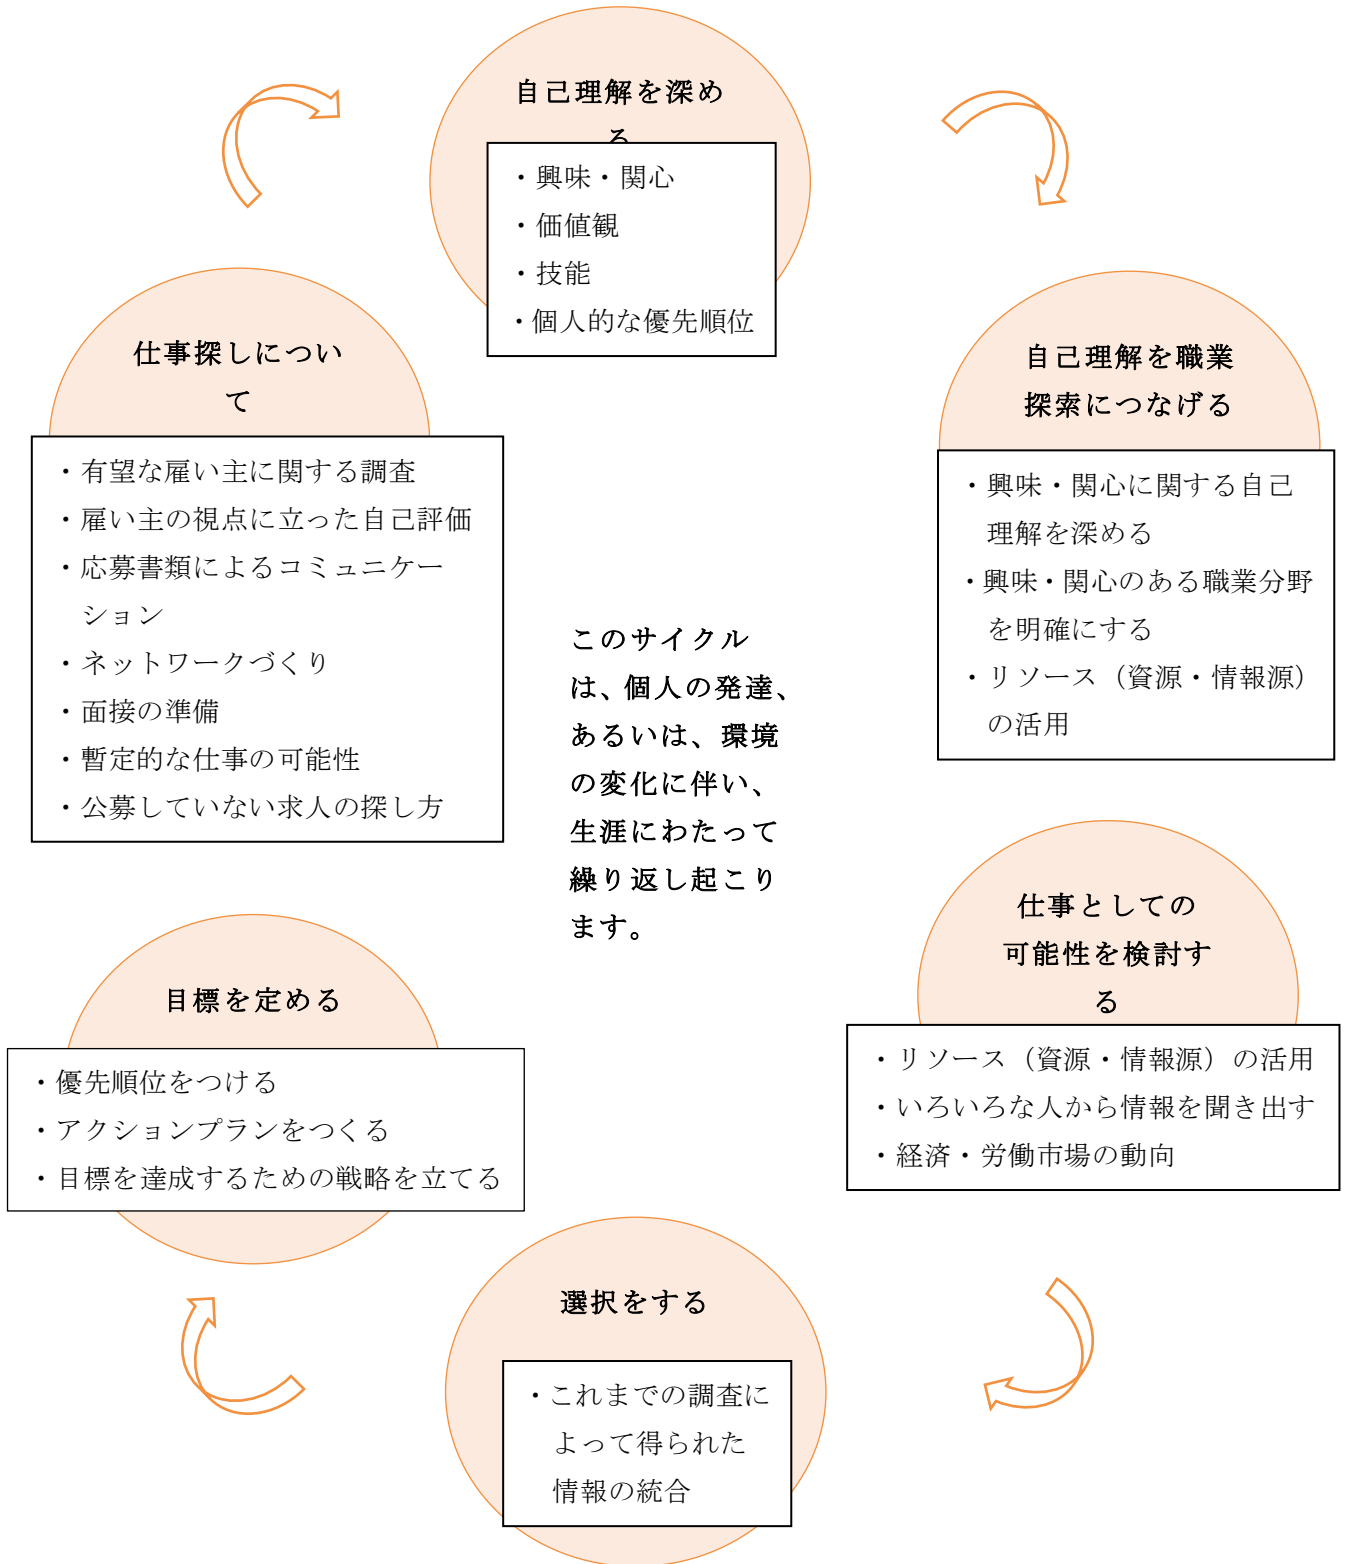 自己理解を深め
る
・興味・関心
・価値観
・技能
・個人的な優先順位
自己理解を職業
探索につなげる
・興味・関心に関する自己
理解を深める
・興味・関心のある職業分野
を明確にする
・リソース（資源・情報源）
の活用
仕事としての
可能性を検討す
る
・リソース（資源・情報源）の活用
・いろいろな人から情報を聞き出す
・経済・労働市場の動向
選択をする
・これまでの調査に
よって得られた
情報の統合
目標を定める
・優先順位をつける
・アクションプランをつくる
・目標を達成するための戦略を立てる
仕事探しについ
て
・有望な雇い主に関する調査
・雇い主の視点に立った自己評価
・応募書類によるコミュニケー
ション
・ネットワークづくり
・面接の準備
・暫定的な仕事の可能性
・公募していない求人の探し方
このサイクル
は、個人の発達、
あるいは、環境
の変化に伴い、
生涯にわたって
繰り返し起こり
ます。